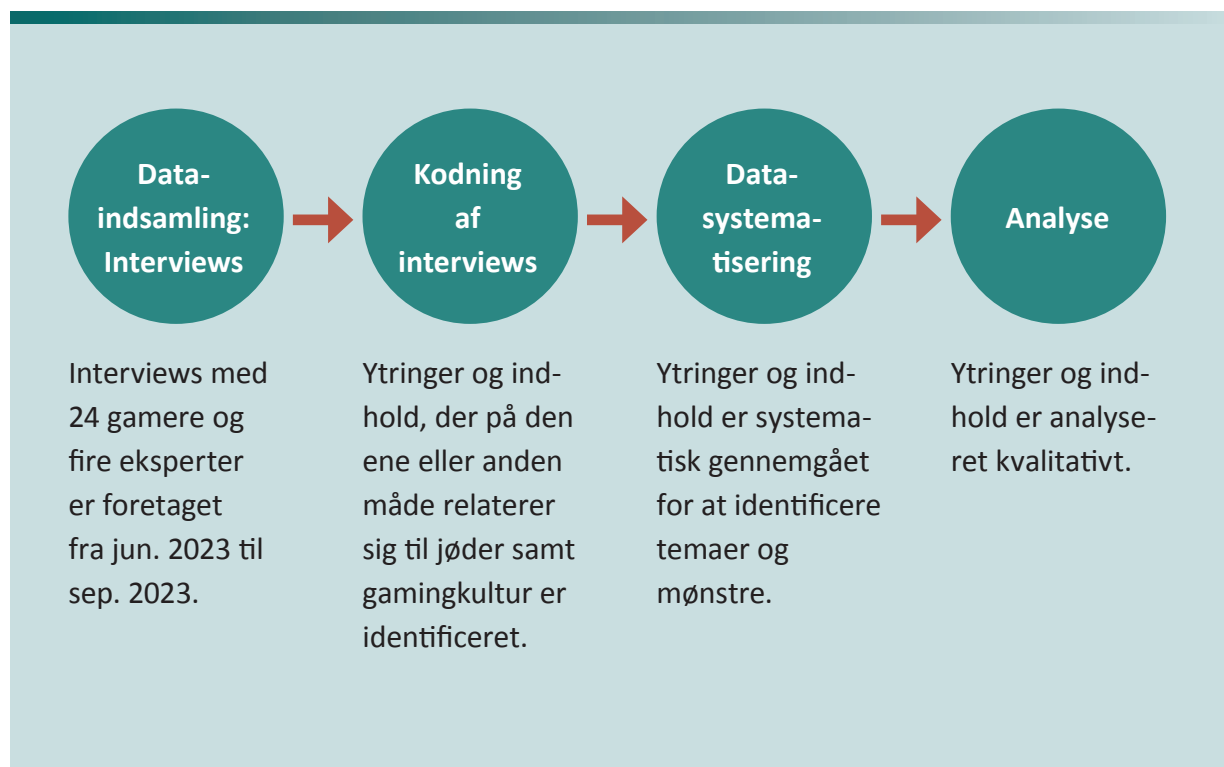 Data-
indsamling:
Interviews
Kodning
af
interviews
Data-
systema-
tisering
Analyse
Interviews med
24 gamere og
fire eksperter
er foretaget
fra jun. 2023 til
sep. 2023.
Ytringer og ind-
hold, der på den
ene eller anden
måde relaterer
sig til jøder samt
gamingkultur er
identificeret.
Ytringer og ind-
hold er systema-
tisk gennemgået
for at identificere
temaer og
mønstre.
Ytringer og ind-
hold er analyse-
ret kvalitativt.